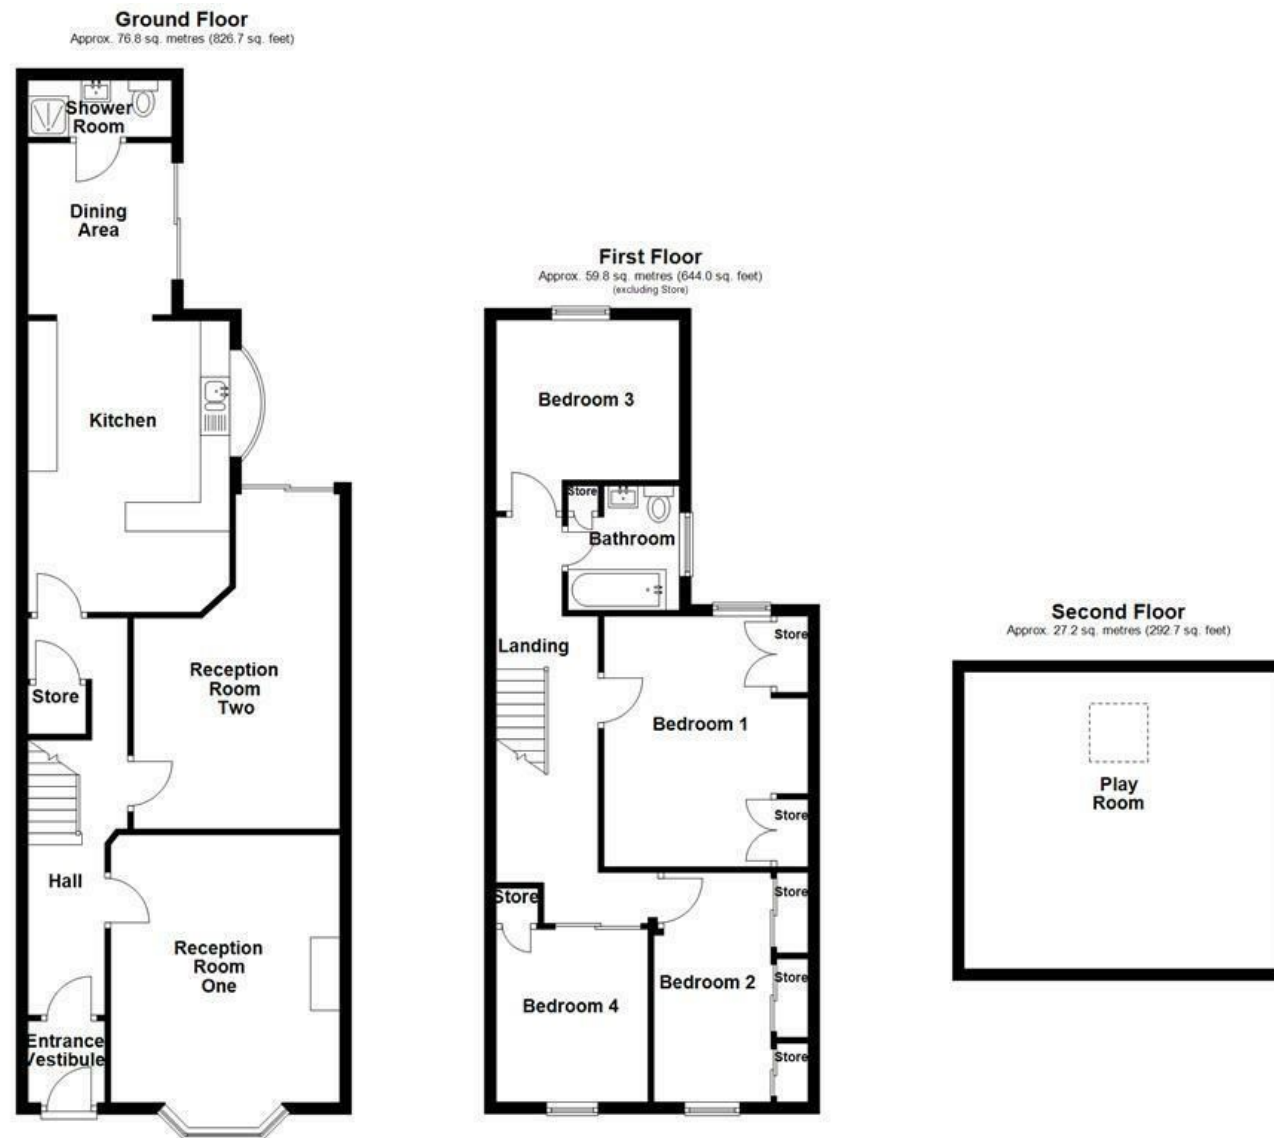 Ground Floor
Approx. 76.8 sq. metres (826.7 sq. feet)
Shower
Room
Dining
Area
Kitchen
Store
Reception
Room
Two
Hall
Reception
Room
One
Entrance
Vestibule
First Floor
Approx. 59.8 sq. metres (644.0 sq. feet)
(excluding Store)
Bedroom 3
Store
Bathroom
Landing
Store
Bedroom 1
Store
Store
Store
Bedroom 2
Store
Bedroom 4
Store
Second Floor
Approx. 27.2 sq. metres (292.7 sq. feet)
Play
Room